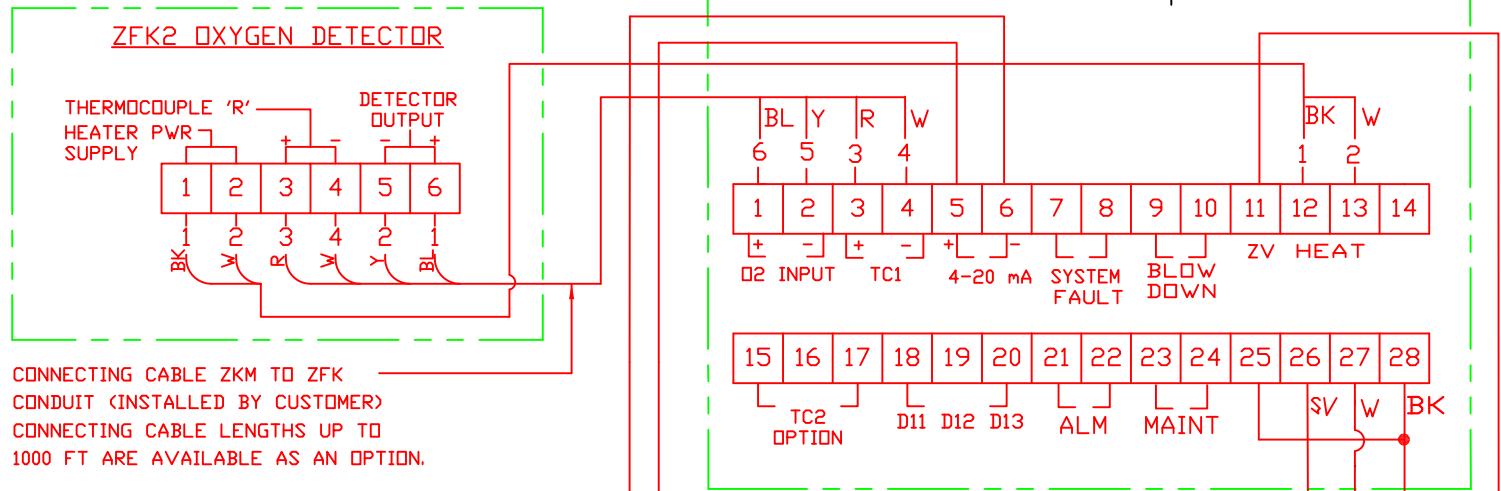 ZFK2 OXYGEN DETECTOR
THERMOCOUPLE 'R'
HEATER PWR
SUPPLY
DETECTOR
OUTPUT
+ - - +
1 2 3 4 5 6
1 2 3 4 2 1
BK W R W Y BL
CONNECTING CABLE ZKM TO ZFK
CONDUIT (INSTALLED BY CUSTOMER)
CONNECTING CABLE LENGTHS UP TO
1000 FT ARE AVAILABLE AS AN OPTION.
BL Y R W BK W
6 5 3 4 1 2
1 2 3 4 5 6 7 8 9 10 11 12 13 14
+ - + - + -
O2 INPUT TC1 4-20 mA SYSTEM
FAULT
BLOW
DOWN
ZV HEAT
15 16 17 18 19 20 21 22 23 24 25 26 27 28
TC2
OPTION
D11 D12 D13 ALM MAINT
SV W BK